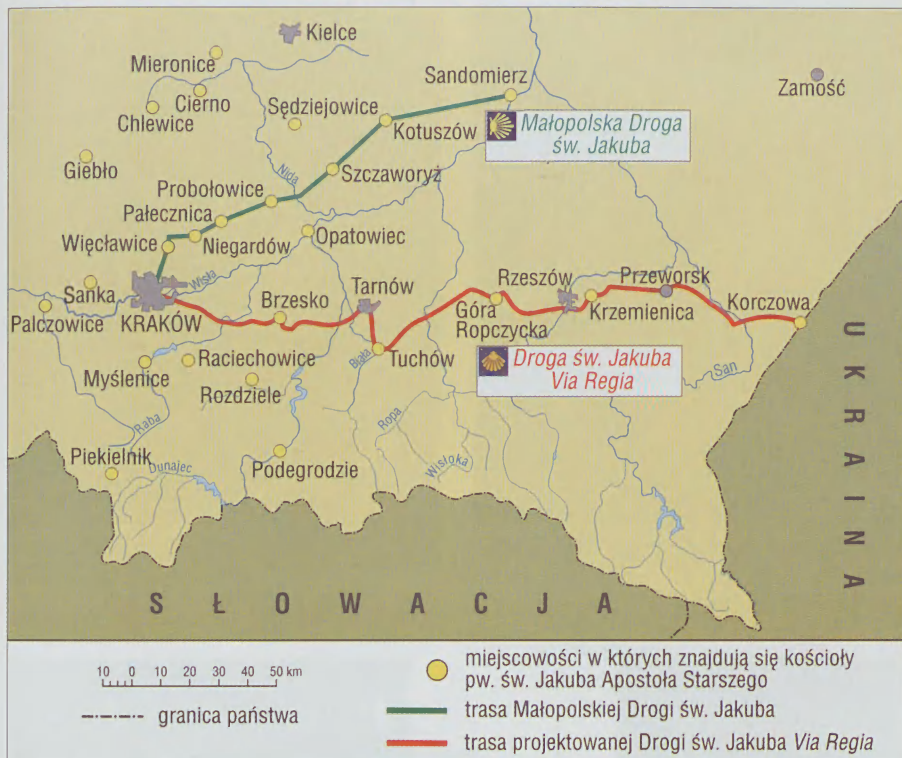 Kielce
Mieronice
Sandomierz
Zamość
Cierno
Sędziejowice
Chlewice
Kotuszów
Małopolska Droga
św. Jakuba
Giebło
Nida
Szczaworyż
Probołowice
Pałecznica
Więcławice
Niegardów
Opatowiec
Wisła
Sanka
Tarnów
Rzeszów
Przeworsk
Palczowice
KRAKÓW
Brzesko
Góra
Ropczycka
Krzemienica
Korczowa
Biała
Tuchów
Droga św. Jakuba
Via Regia
San
Raciechowice
Myślenice
Rozdziele
Raba
Ropa
Wisłoka
Piekielnik
Dunajec
Podegrodzie
UKRAINA
SŁOWACJA
10 0 10 20 30 40 50 km
granica państwa
miejscowości w których znajdują się kościoły
pw. św. Jakuba Apostoła Starszego
trasa Małopolskiej Drogi św. Jakuba
trasa projektowanej Drogi św. Jakuba Via Regia